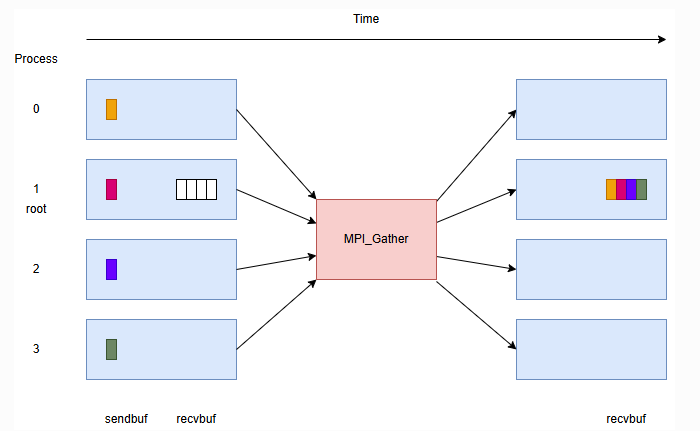 Time
Process
0
1
root
MPI_Gather
2
3
sendbuf recvbuf recvbuf